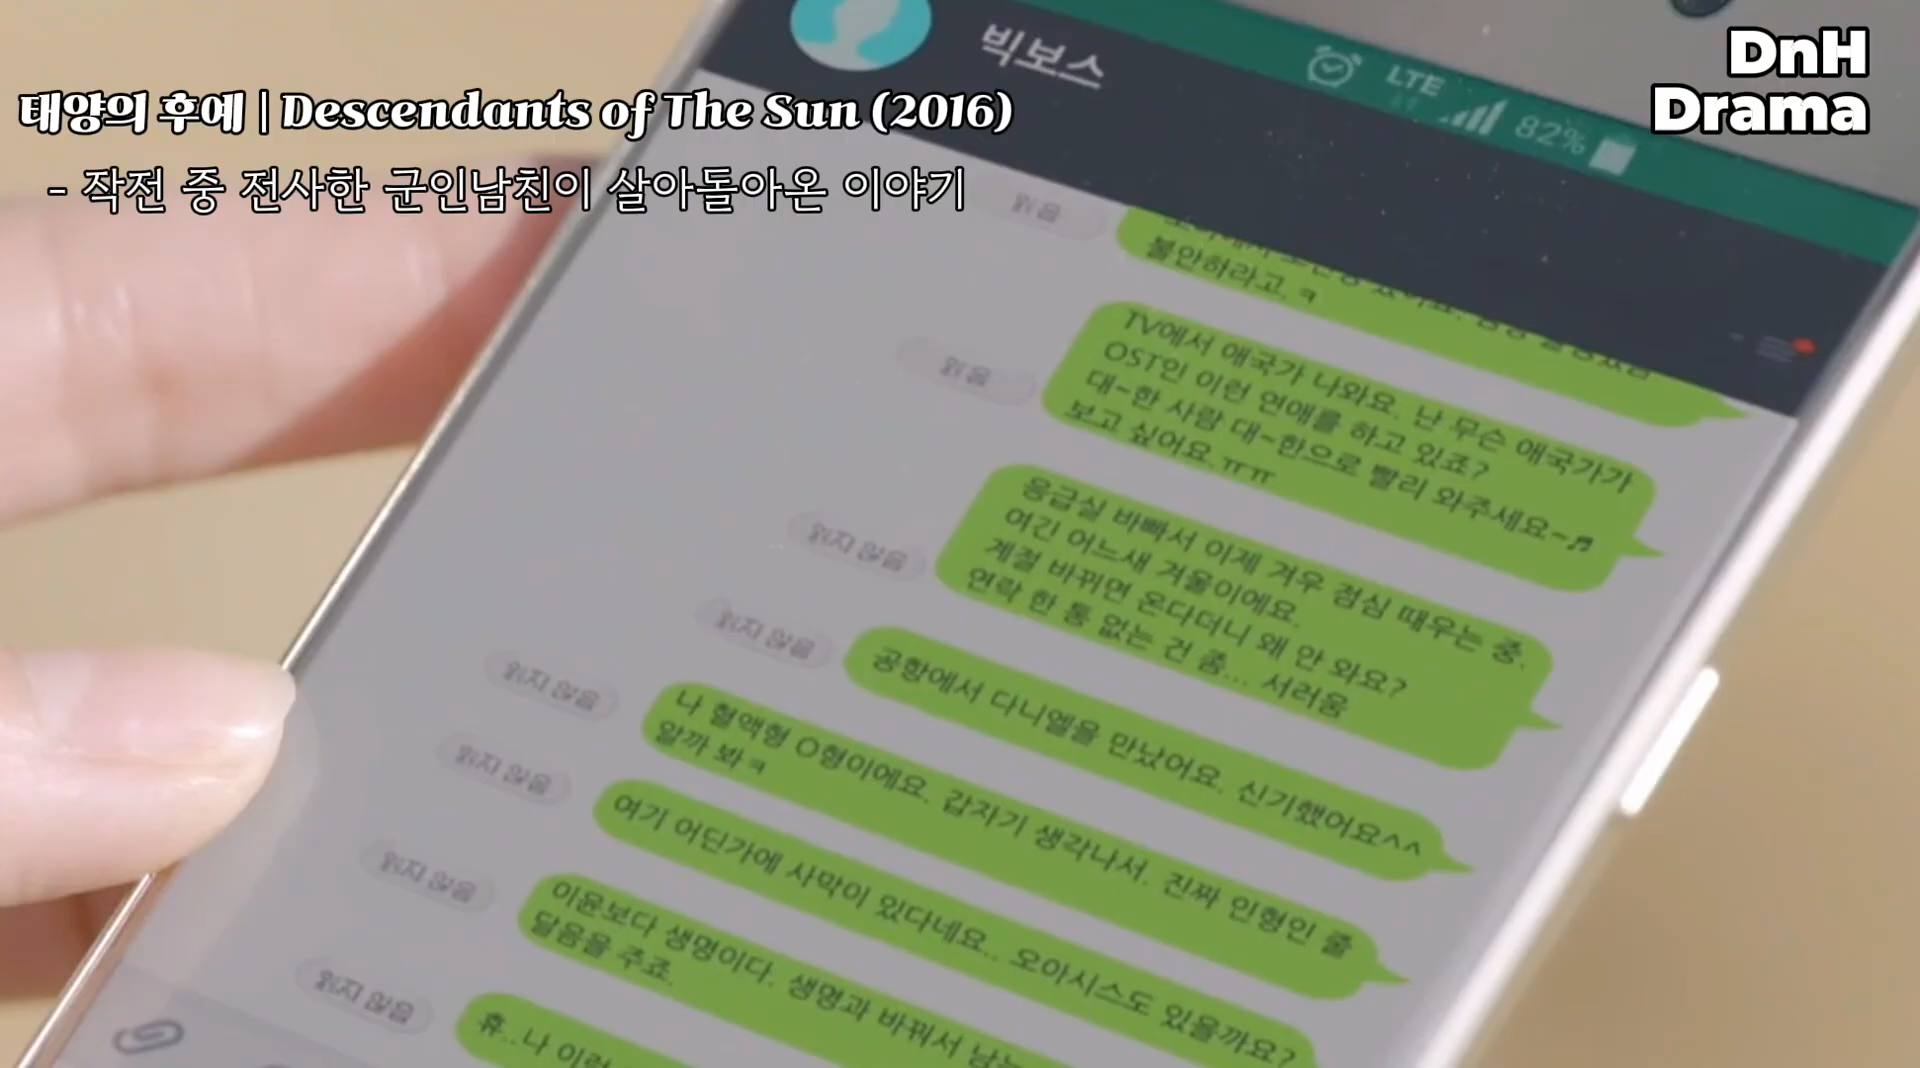 DnH
Drama
태양의 후예 | Descendants of The Sun (2016)
- 작전 중 전사한 군인남친이 살아돌아온 이야기
빅보스
LTE
82%
읽음
불안하라고.ㅋ
읽음
TV에서 애국가 나와요. 난 무슨 애국가가
OST인 이런 연애를 하고 있죠?
대~한 사람 대~한으로 빨리 와주세요~♬
보고 싶어요.ㅠㅠ
읽지 않음
응급실 바빠서 이제 겨우 점심 때우는 중.
여긴 어느새 겨울이에요.
계절 바뀌면 온다더니 왜 안 와요?
연락 한 통 없는 건 좀... 서러움
읽지 않음
공항에서 다니엘을 만났어요. 신기했어요^^
읽지 않음
나 혈액형 O형이에요. 갑자기 생각나서. 진짜 인형인 줄
알까 봐ㅋ
읽지 않음
여기 어딘가에 사막이 있다네요.. 오아시스도 있을까요?
읽지 않음
이윤보다 생명이다. 생명과 바꿔서 남는
닳음을 주죠.
읽지 않음
휴..나 이런